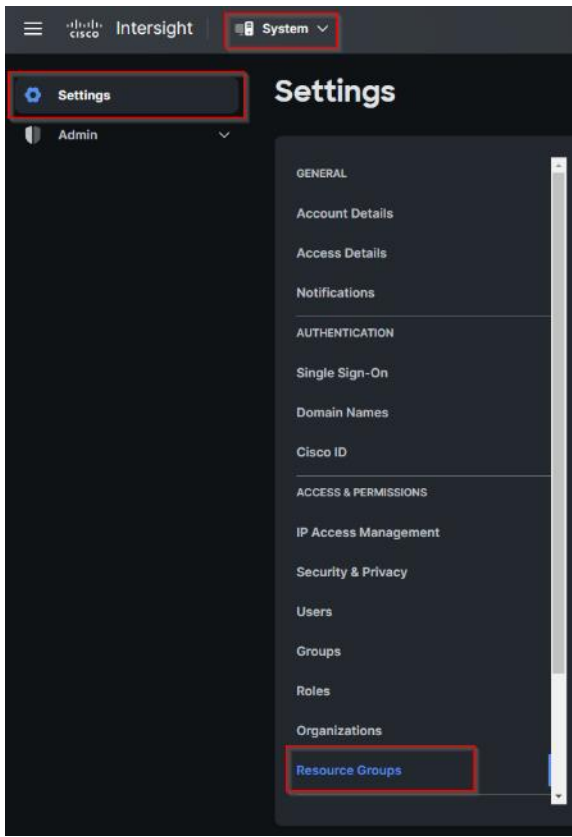 cisco Intersight System
Settings
Admin
Settings
GENERAL
Account Details
Access Details
Notifications
AUTHENTICATION
Single Sign-On
Domain Names
Cisco ID
ACCESS & PERMISSIONS
IP Access Management
Security & Privacy
Users
Groups
Roles
Organizations
Resource Groups